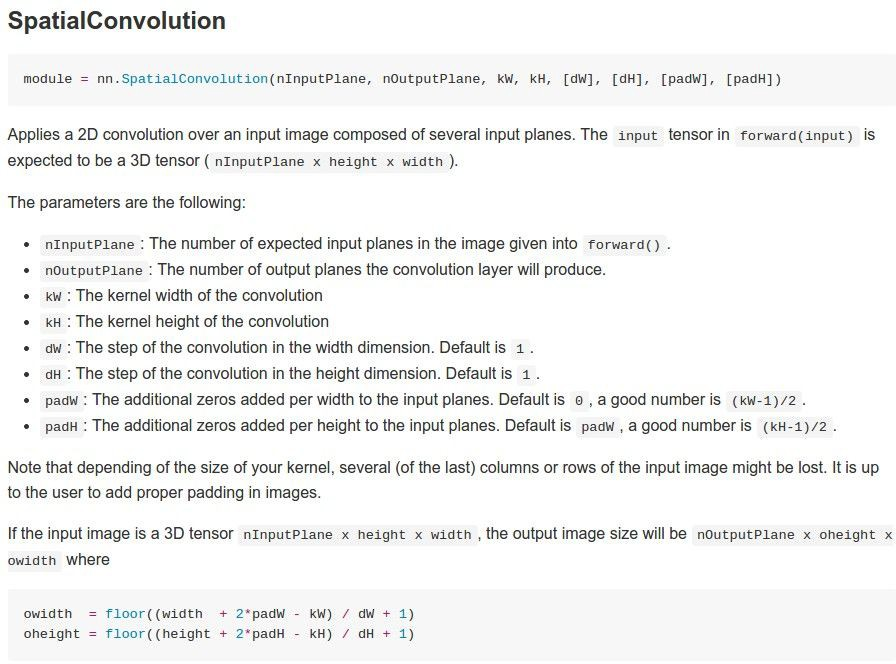 SpatialConvolution
module = nn.SpatialConvolution(nInputPlane, nOutputPlane, kW, kH, [dW], [dH], [padW], [padH])
Applies a 2D convolution over an input image composed of several input planes. The input tensor in forward(input) is
expected to be a 3D tensor ( nInputPlane x height x width ).
The parameters are the following:
• nInputPlane : The number of expected input planes in the image given into forward() .
• nOutputPlane : The number of output planes the convolution layer will produce.
• kW : The kernel width of the convolution
• kH : The kernel height of the convolution
• dW : The step of the convolution in the width dimension. Default is 1 .
• dH : The step of the convolution in the height dimension. Default is 1 .
• padW : The additional zeros added per width to the input planes. Default is 0 , a good number is (kW-1)/2 .
• padH : The additional zeros added per height to the input planes. Default is padW , a good number is (kH-1)/2 .
Note that depending of the size of your kernel, several (of the last) columns or rows of the input image might be lost. It is up
to the user to add proper padding in images.
If the input image is a 3D tensor nInputPlane x height x width , the output image size will be nOutputPlane x oheight x
owidth where
owidth  = floor((width  + 2*padW - kW) / dW + 1)
oheight = floor((height + 2*padH - kH) / dH + 1)